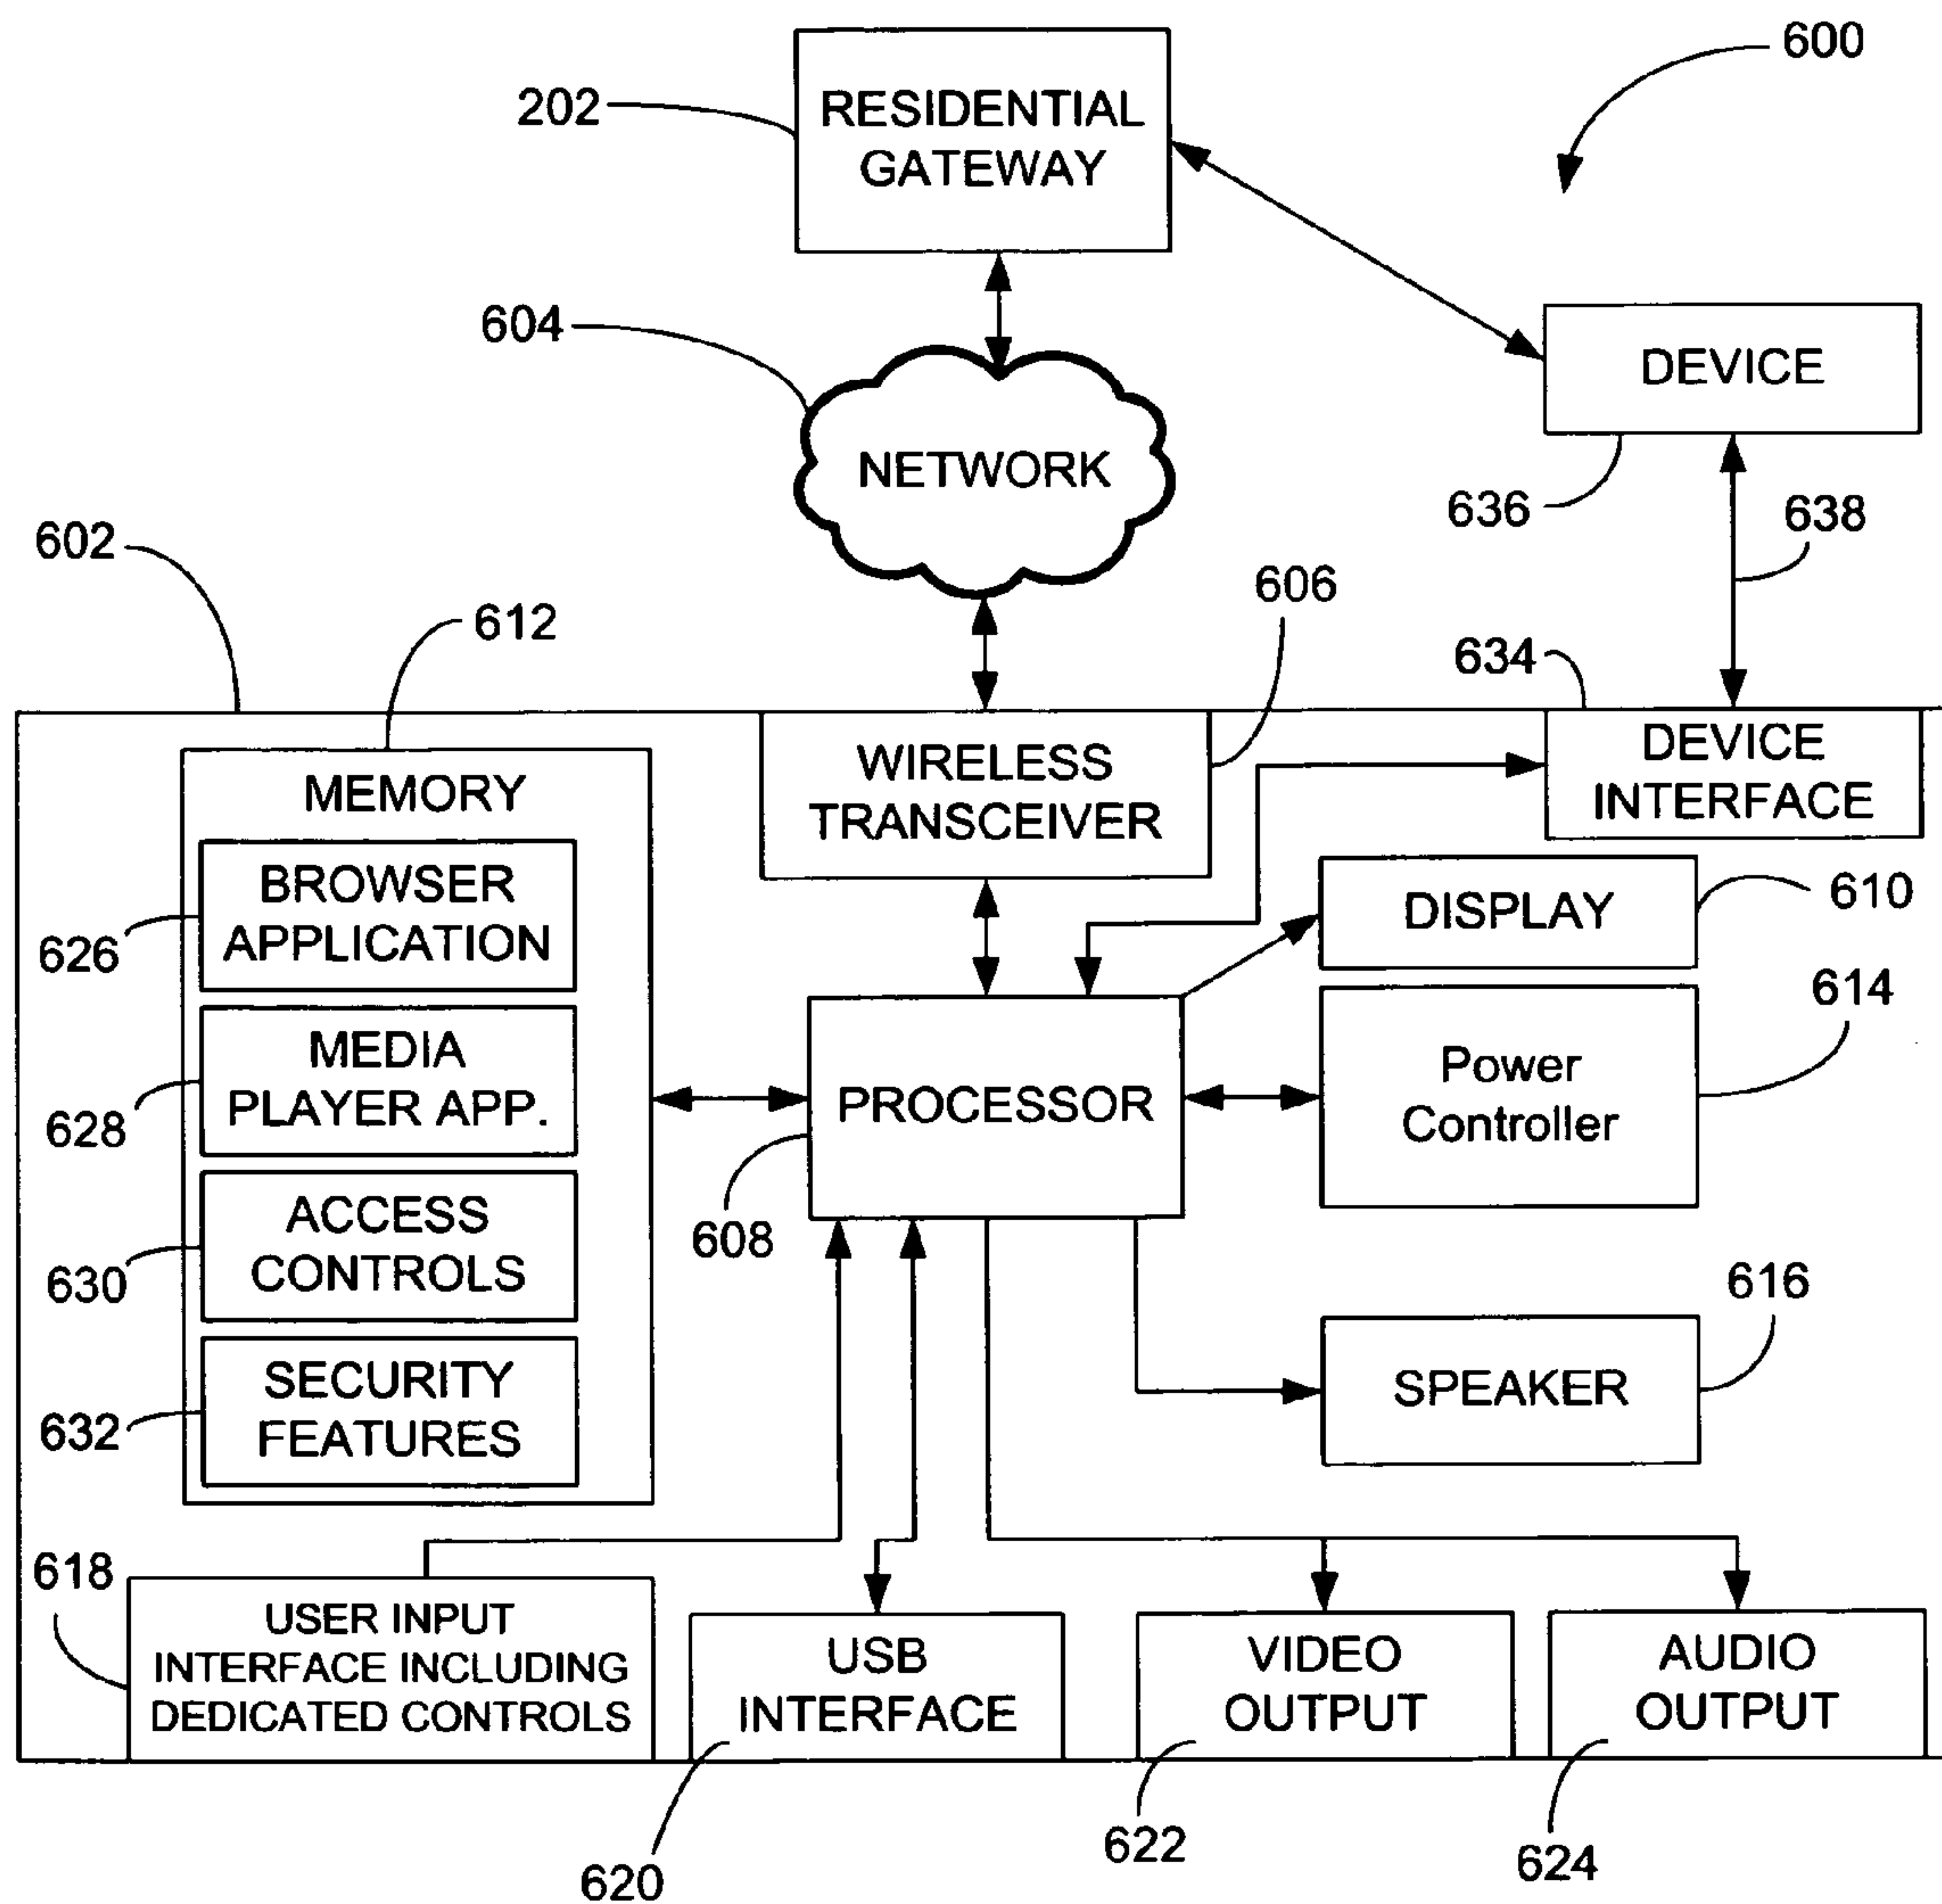 600
202
RESIDENTIAL
GATEWAY
604
DEVICE
NETWORK
636
638
602
606
612
634
WIRELESS
TRANSCEIVER
DEVICE
INTERFACE
MEMORY
BROWSER
APPLICATION
626
DISPLAY
610
614
MEDIA
PLAYER APP.
628
PROCESSOR
Power
Controller
608
ACCESS
CONTROLS
630
616
SECURITY
FEATURES
632
SPEAKER
618
USER INPUT
INTERFACE INCLUDING
DEDICATED CONTROLS
USB
INTERFACE
VIDEO
OUTPUT
AUDIO
OUTPUT
620
622
624